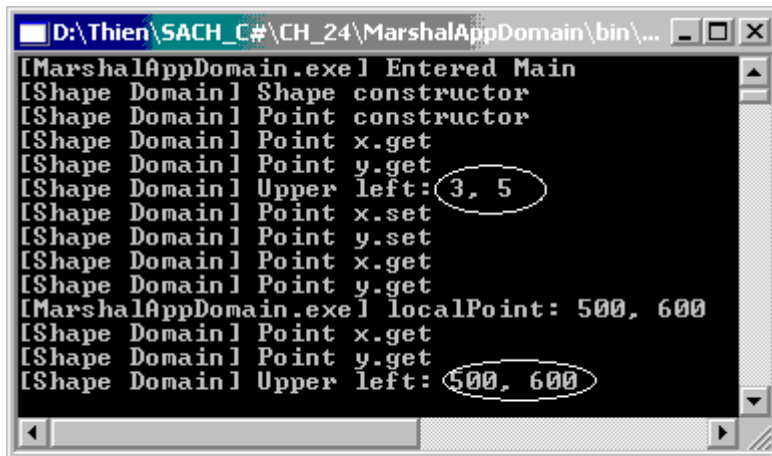 D:\Thien\SACH_C#\CH_24\MarshalAppDomain\bin\...
[MarshalAppDomain.exe] Entered Main
[Shape Domain] Shape constructor
[Shape Domain] Point constructor
[Shape Domain] Point x.get
[Shape Domain] Point y.get
[Shape Domain] Upper left: 3, 5
[Shape Domain] Point x.set
[Shape Domain] Point y.set
[Shape Domain] Point x.get
[Shape Domain] Point y.get
[MarshalAppDomain.exe] localPoint: 500, 600
[Shape Domain] Point x.get
[Shape Domain] Point y.get
[Shape Domain] Upper left: 500, 600